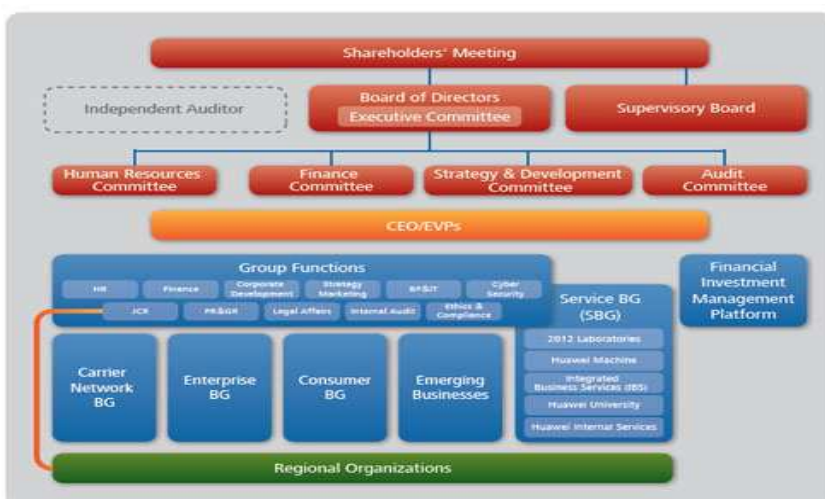 Shareholders' Meeting
Independent Auditor
Board of Directors
Executive Committee
Supervisory Board
Human Resources
Committee
Finance
Committee
Strategy & Development
Committee
Audit
Committee
CEO/EVPs
Group Functions
HR
Finance
Corporate
Development
Strategy
Marketing
BP&IT
Cyber
Security
JCR
PR&GR
Legal Affairs
Internal Audit
Ethics &
Compliance
Service BG
(SBG)
2012 Laboratories
Huawei Machine
Integrated
Business Services (IBS)
Huawei University
Huawei Internal Services
Financial
Investment
Management
Platform
Carrier
Network
BG
Enterprise
BG
Consumer
BG
Emerging
Businesses
Regional Organizations